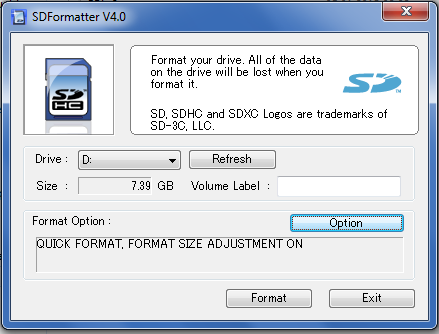 SDFormatter V4.0
Format your drive. All of the data
on the drive will be lost when you
format it.
SD, SDHC and SDXC Logos are trademarks of
SD-3C, LLC.
SD
HC
SD
TM
Drive : D: Refresh
Size : 7.39 GB Volume Label :
Format Option : Option
QUICK FORMAT, FORMAT SIZE ADJUSTMENT ON
Format Exit